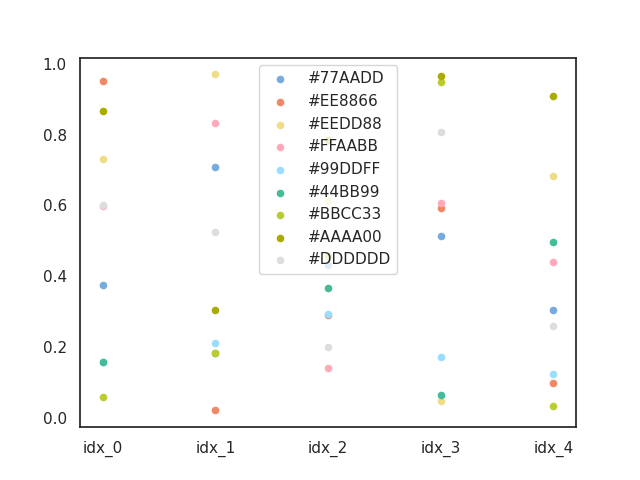 1.0
0.8
0.6
0.4
0.2
0.0
#77AADD
#EE8866
#EEDD88
#FFAABB
#99DDFF
#44BB99
#BBCC33
#AAAA00
#DDDDDD
idx_0 idx_1 idx_2 idx_3 idx_4